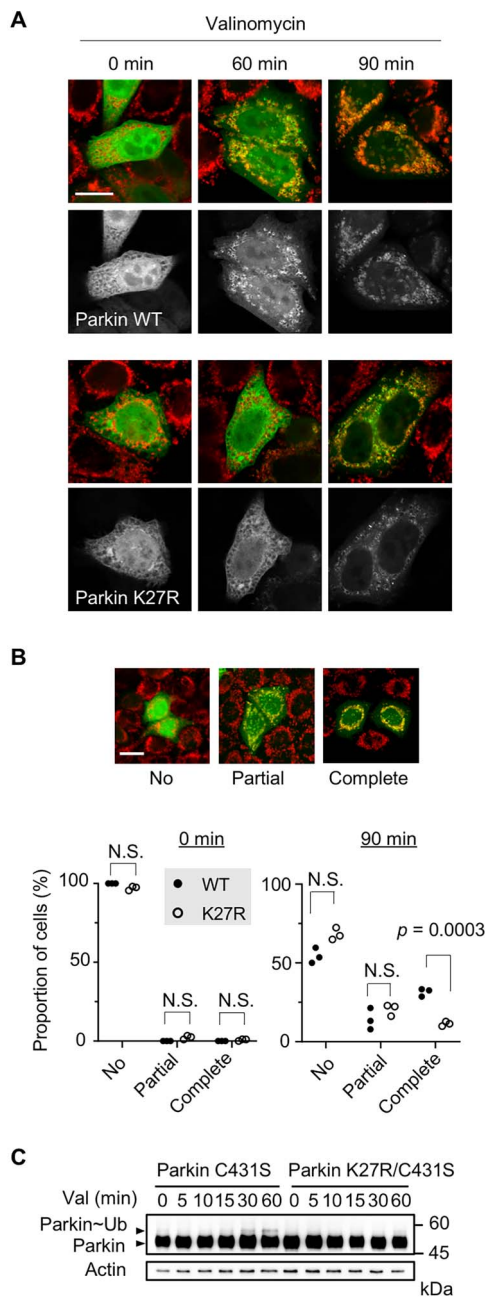 A
Valinomycin
0 min 60 min 90 min
Parkin WT
Parkin K27R
B
No Partial Complete
0 min 90 min
N.S. N.S.
WT
K27R
p = 0.0003
N.S. N.S. N.S.
Proportion of cells (%)
100 100
0 0
No Partial Complete No Partial Complete
C
Parkin C431S Parkin K27R/C431S
Val (min) 0 5 10 15 30 60 0 5 10 15 30 60
Parkin~Ub 60
Parkin 45
Actin
kDa